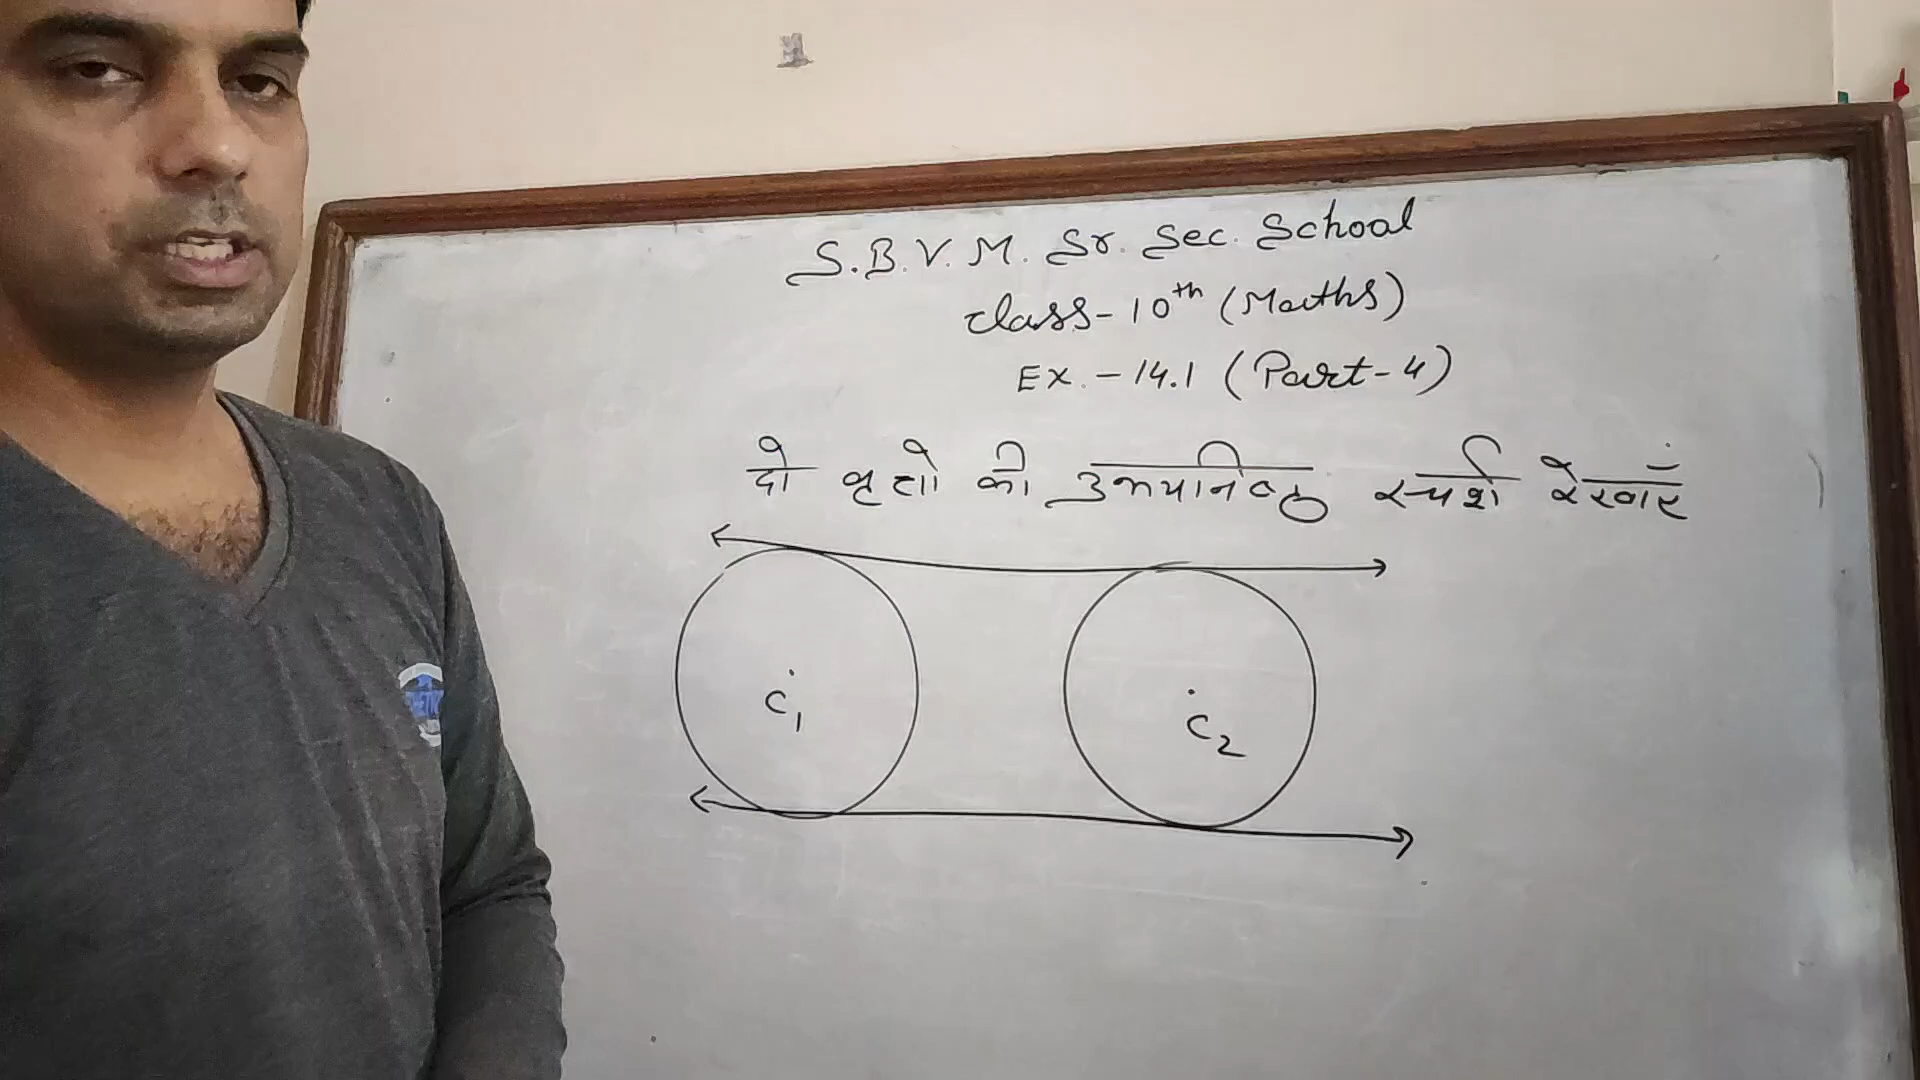 S.B.V.M. Sr. Sec. School
Class-10th (Maths)
EX.-14.1 (Part-4)
दो वृत्तो की उभयनिष्ठ स्पर्श रेखाएं
C1
C2